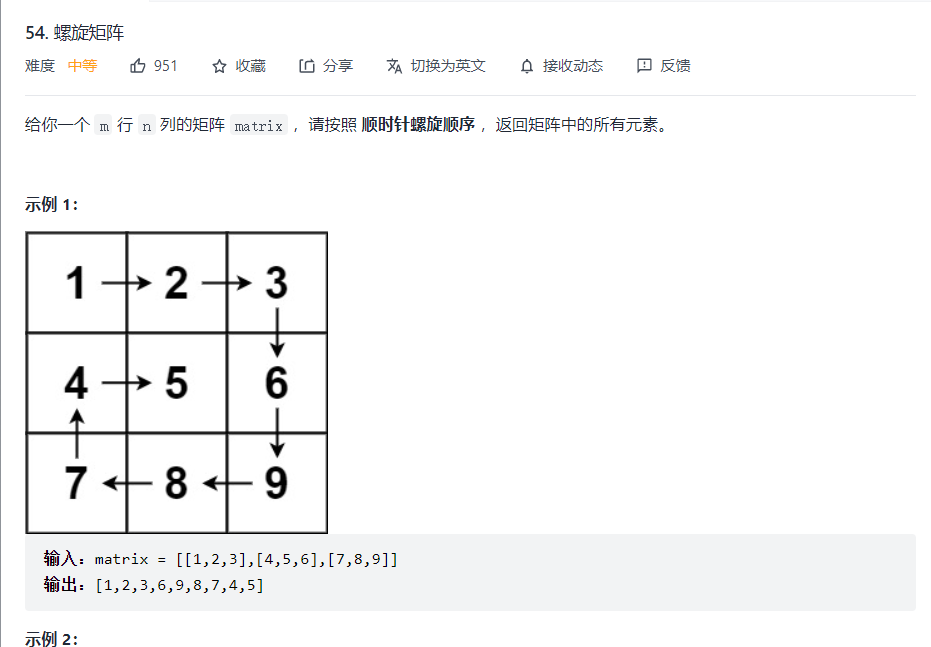 54. 螺旋矩阵
难度 中等 951 收藏 分享 切换为英文 接收动态 反馈
给你一个 m 行 n 列的矩阵 matrix ，请按照 顺时针螺旋顺序 ，返回矩阵中的所有元素。
示例 1：
1 2 3
4 5 6
7 8 9
输入：matrix = [[1,2,3],[4,5,6],[7,8,9]]
输出：[1,2,3,6,9,8,7,4,5]
示例 2：